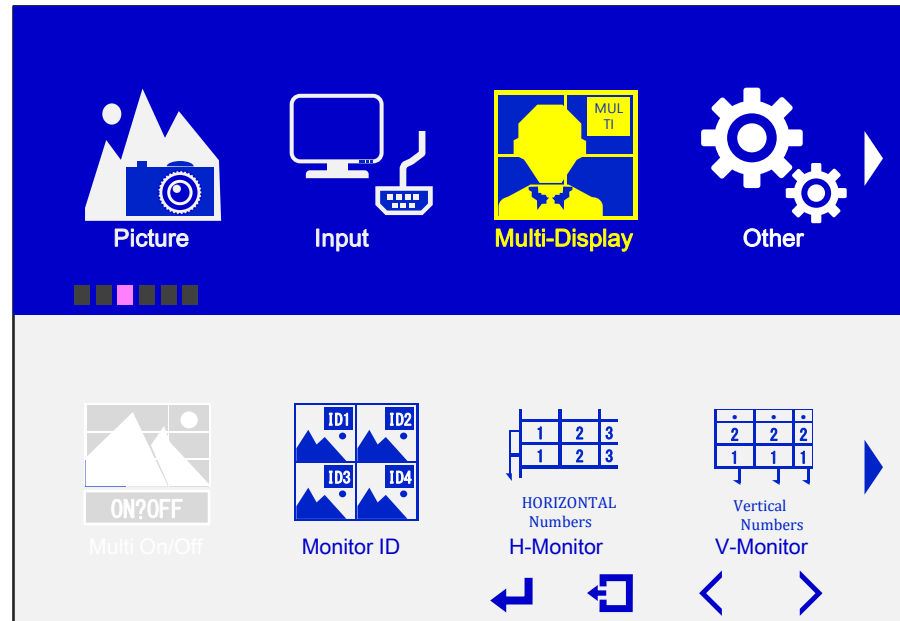 MUL
TI
Picture
Input
Multi-Display
Other
ID1
ID2
ID3
ID4
ON?OFF
1 2 3
1 2 3
2 2 2
1 1 1
HORIZONTAL
Numbers
Vertical
Numbers
Multi On/Off
Monitor ID
H-Monitor
V-Monitor